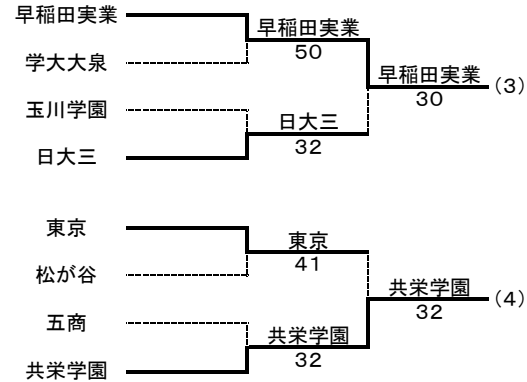 早稲田実業
早稲田実業
50
学大大泉
早稲田実業 (3)
30
玉川学園
日大三
32
日大三
東京
東京
41
松が谷
共栄学園 (4)
32
五商
共栄学園
32
共栄学園